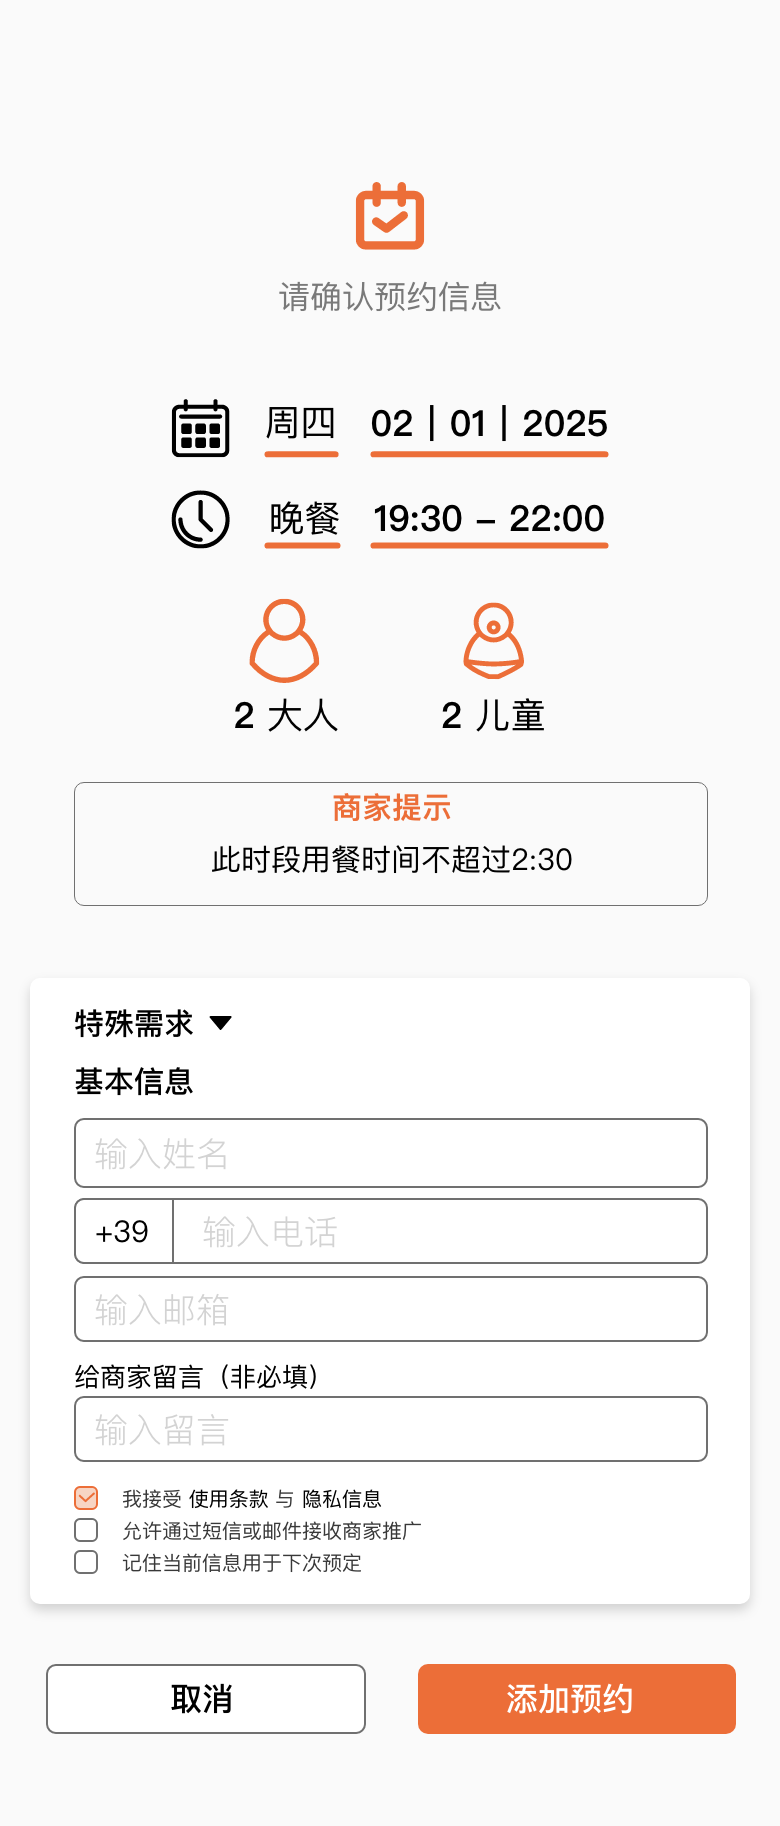 请确认预约信息
周四 02 | 01 | 2025
晚餐 19:30 – 22:00
2 大人 2 儿童
商家提示
此时段用餐时间不超过2:30
特殊需求
基本信息
输入姓名
+39 输入电话
输入邮箱
给商家留言（非必填）
输入留言
我接受 使用条款 与 隐私信息
允许通过短信或邮件接收商家推广
记住当前信息用于下次预定
取消 添加预约